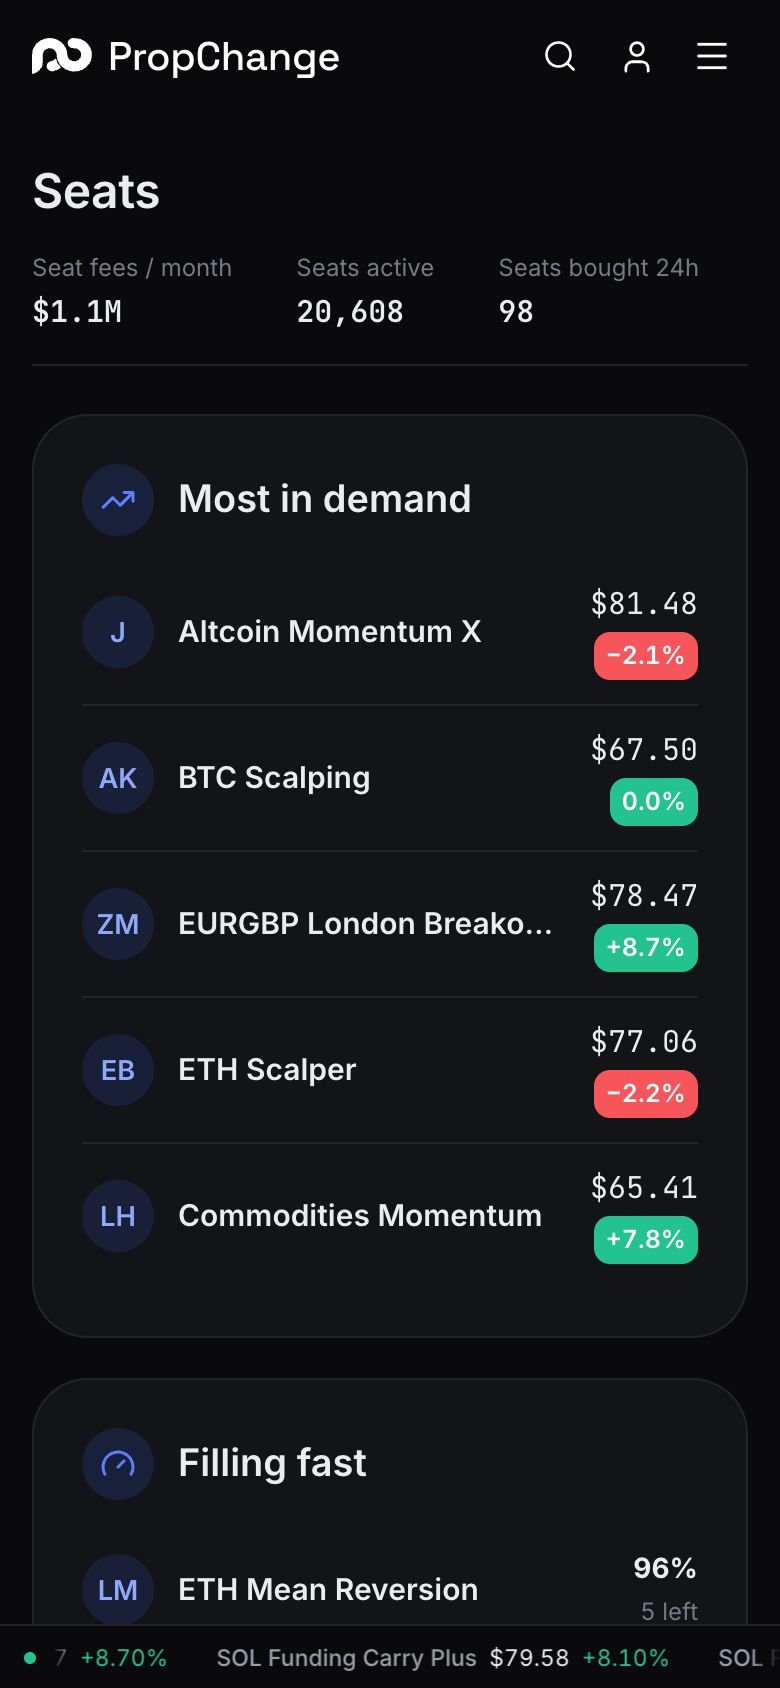 PropChange
Seats
Seat fees / month Seats active Seats bought 24h
$1.1M 20,608 98
Most in demand
J Altcoin Momentum X $81.48
−2.1%
AK BTC Scalping $67.50
0.0%
ZM EURGBP London Breako... $78.47
+8.7%
EB ETH Scalper $77.06
−2.2%
LH Commodities Momentum $65.41
+7.8%
Filling fast
LM ETH Mean Reversion 96%
5 left
7 +8.70% SOL Funding Carry Plus $79.58 +8.10% SOL